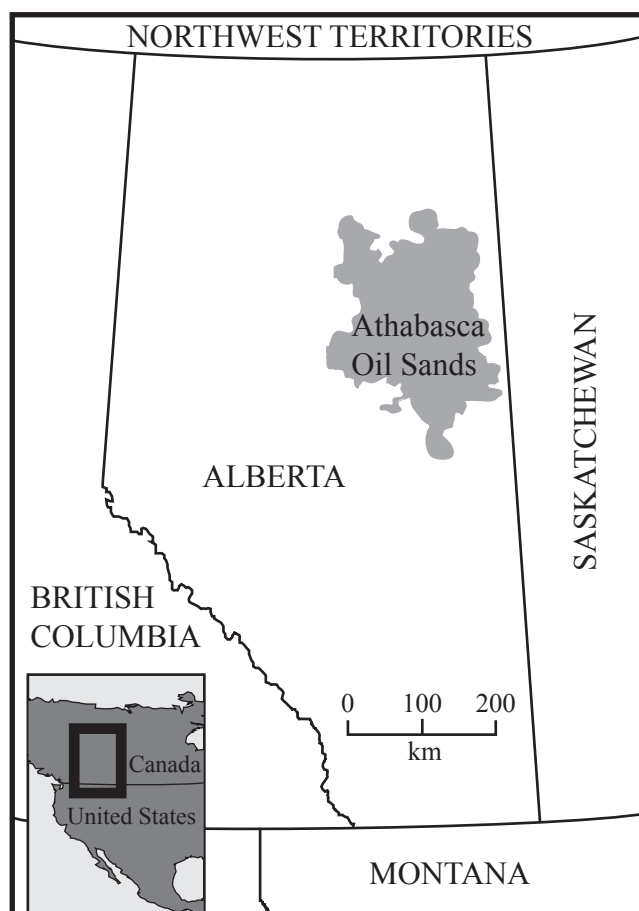 NORTHWEST TERRITORIES
Athabasca
Oil Sands
SASKATCHEWAN
ALBERTA
BRITISH
COLUMBIA
0 100 200
km
Canada
United States
MONTANA